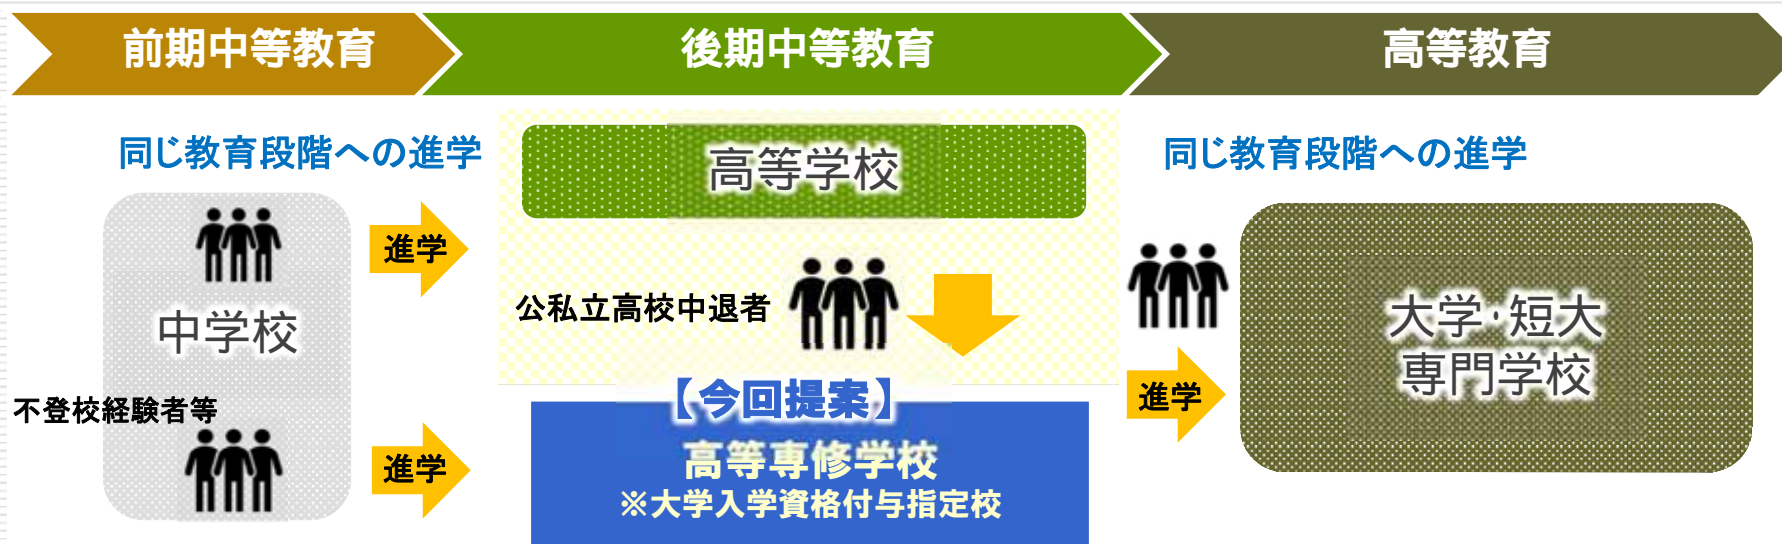 前期中等教育
後期中等教育
高等教育
同じ教育段階への進学
高等学校
同じ教育段階への進学
進学
公私立高校中退者
中学校
大学・短大
専門学校
不登校経験者等
【今回提案】
進学
進学
高等専修学校
※大学入学資格付与指定校